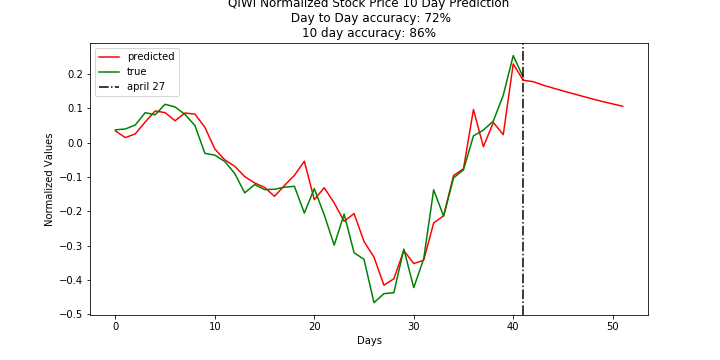 QIWI Normalized Stock Price 10 Day Prediction
Day to Day accuracy: 72%
10 day accuracy: 86%
predicted
true
april 27
0.2
0.1
0.0
−0.1
−0.2
−0.3
−0.4
−0.5
Normalized Values
0 10 20 30 40 50
Days